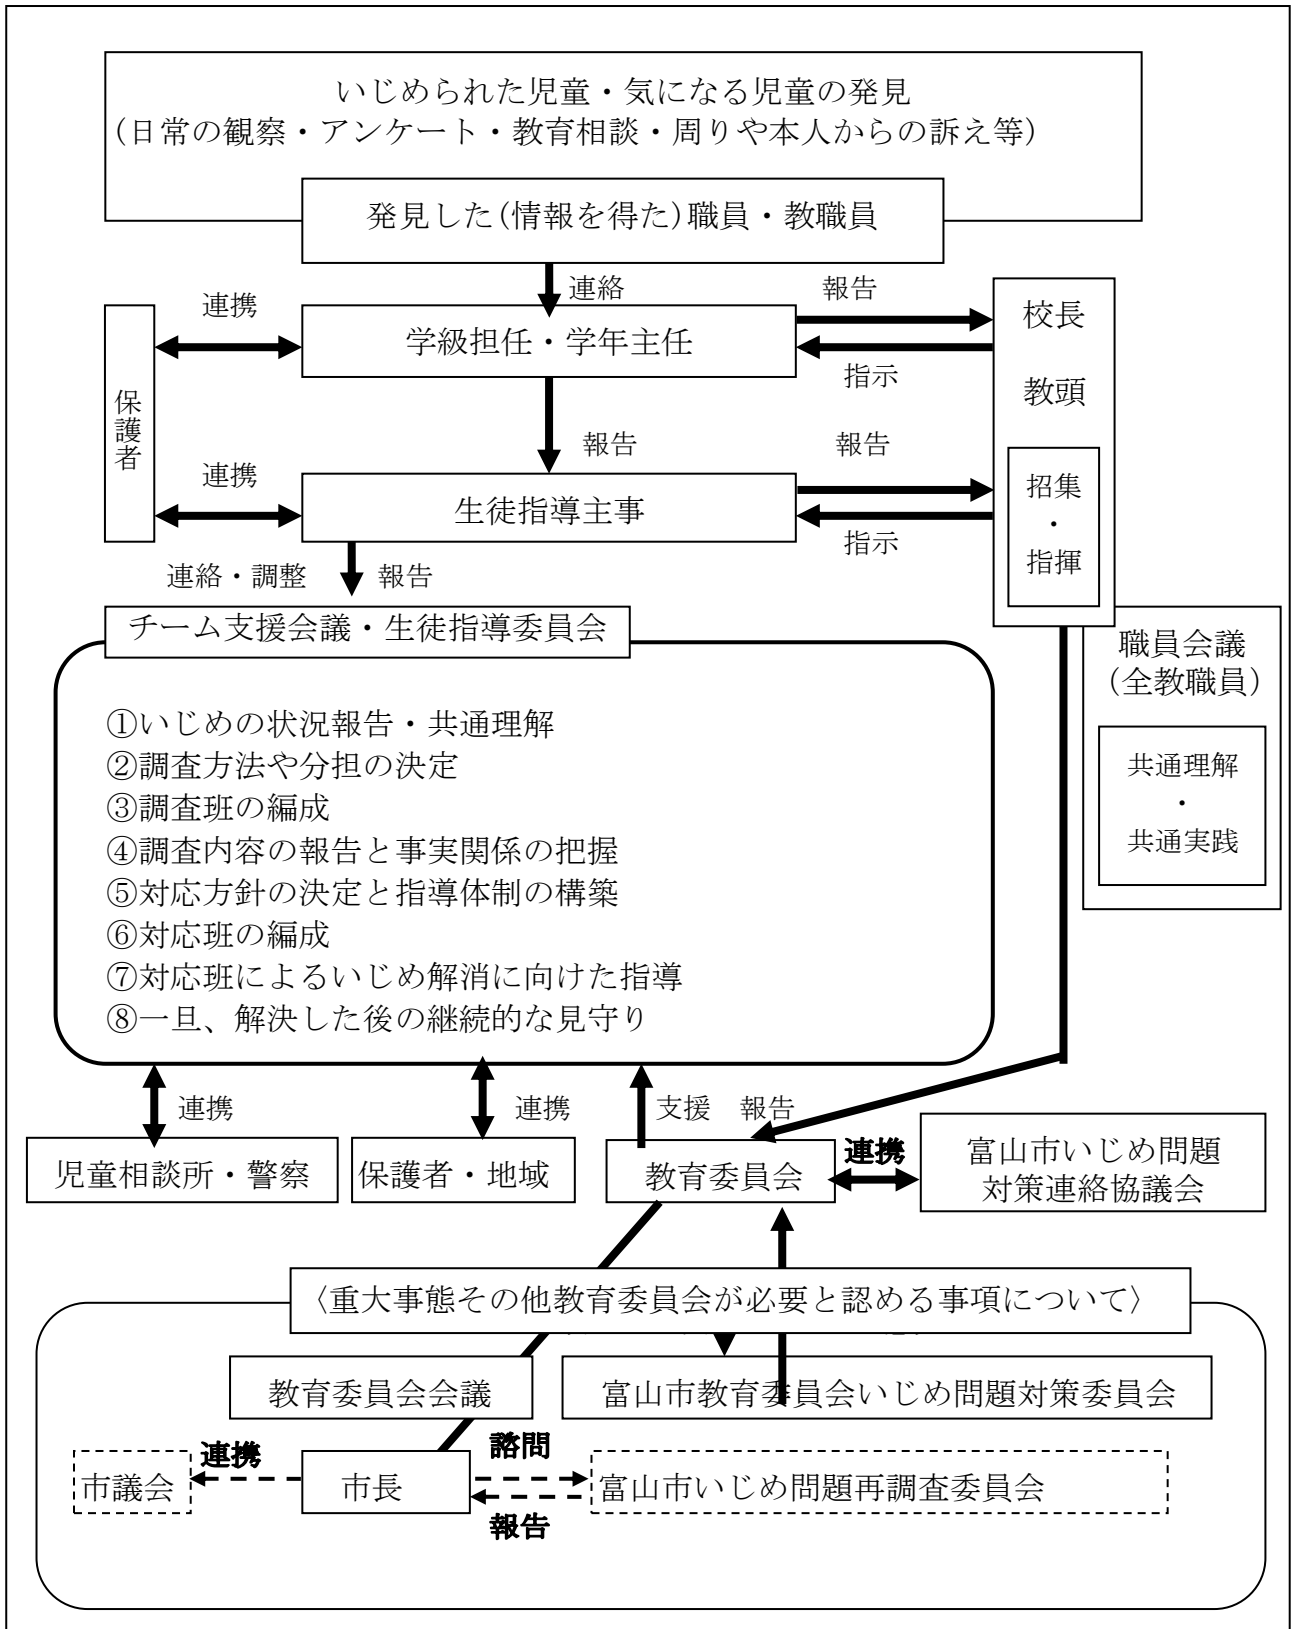 いじめられた児童・気になる児童の発見
(日常の観察・アンケート・教育相談・周りや本人からの訴え等)
発見した(情報を得た)職員・教職員
連絡
報告
連携
学級担任・学年主任
校長
指示
教頭
保護者
報告
報告
連携
生徒指導主事
招集
・
指揮
指示
連絡・調整
報告
チーム支援会議・生徒指導委員会
職員会議
(全教職員)
①いじめの状況報告・共通理解
②調査方法や分担の決定
③調査班の編成
④調査内容の報告と事実関係の把握
⑤対応方針の決定と指導体制の構築
⑥対応班の編成
⑦対応班によるいじめ解消に向けた指導
⑧一旦、解決した後の継続的な見守り
共通理解
・
共通実践
連携
連携
支援
報告
児童相談所・警察
保護者・地域
教育委員会
連携
富山市いじめ問題
対策連絡協議会
〈重大事態その他教育委員会が必要と認める事項について〉
教育委員会会議
富山市教育委員会いじめ問題対策委員会
連携
諮問
市議会
市長
富山市いじめ問題再調査委員会
報告